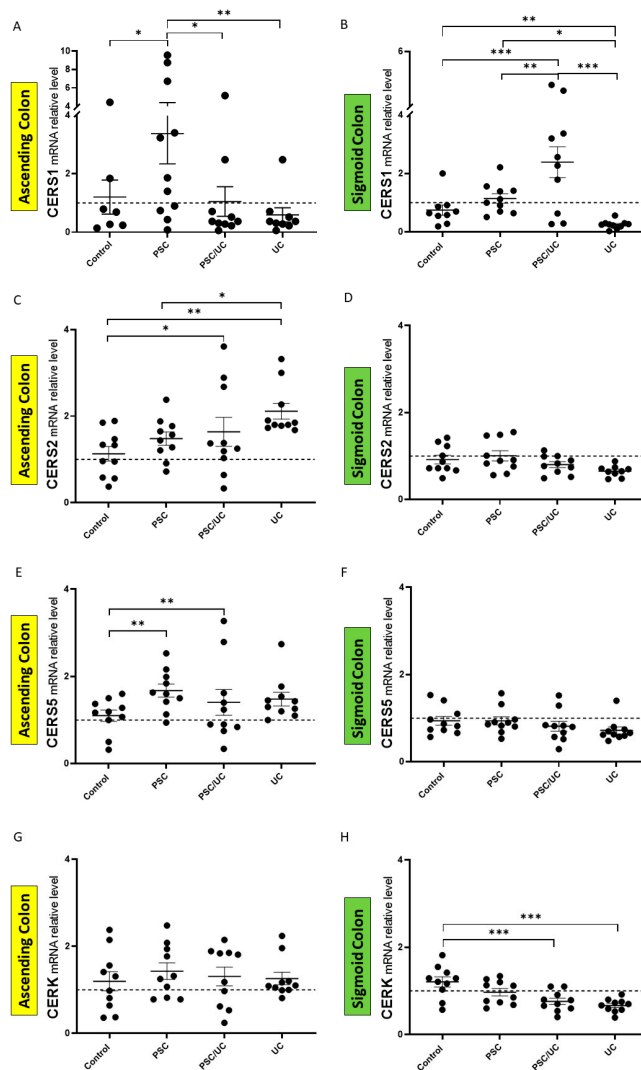 A
Ascending Colon
CERS1 mRNA relative level
10
8
6
4
4
2
0
*
**
*
Control
PSC
PSC/UC
UC
B
Sigmoid Colon
CERS1 mRNA relative level
6
4
2
0
**
*
***
**
***
Control
PSC
PSC/UC
UC
C
Ascending Colon
CERS2 mRNA relative level
4
2
0
*
**
*
Control
PSC
PSC/UC
UC
D
Sigmoid Colon
CERS2 mRNA relative level
4
2
0
Control
PSC
PSC/UC
UC
E
Ascending Colon
CERS5 mRNA relative level
4
2
0
**
**
Control
PSC
PSC/UC
UC
F
Sigmoid Colon
CERS5 mRNA relative level
4
2
0
Control
PSC
PSC/UC
UC
G
Ascending Colon
CERK mRNA relative level
4
2
0
Control
PSC
PSC/UC
UC
H
Sigmoid Colon
CERK mRNA relative level
4
2
0
***
***
Control
PSC
PSC/UC
UC